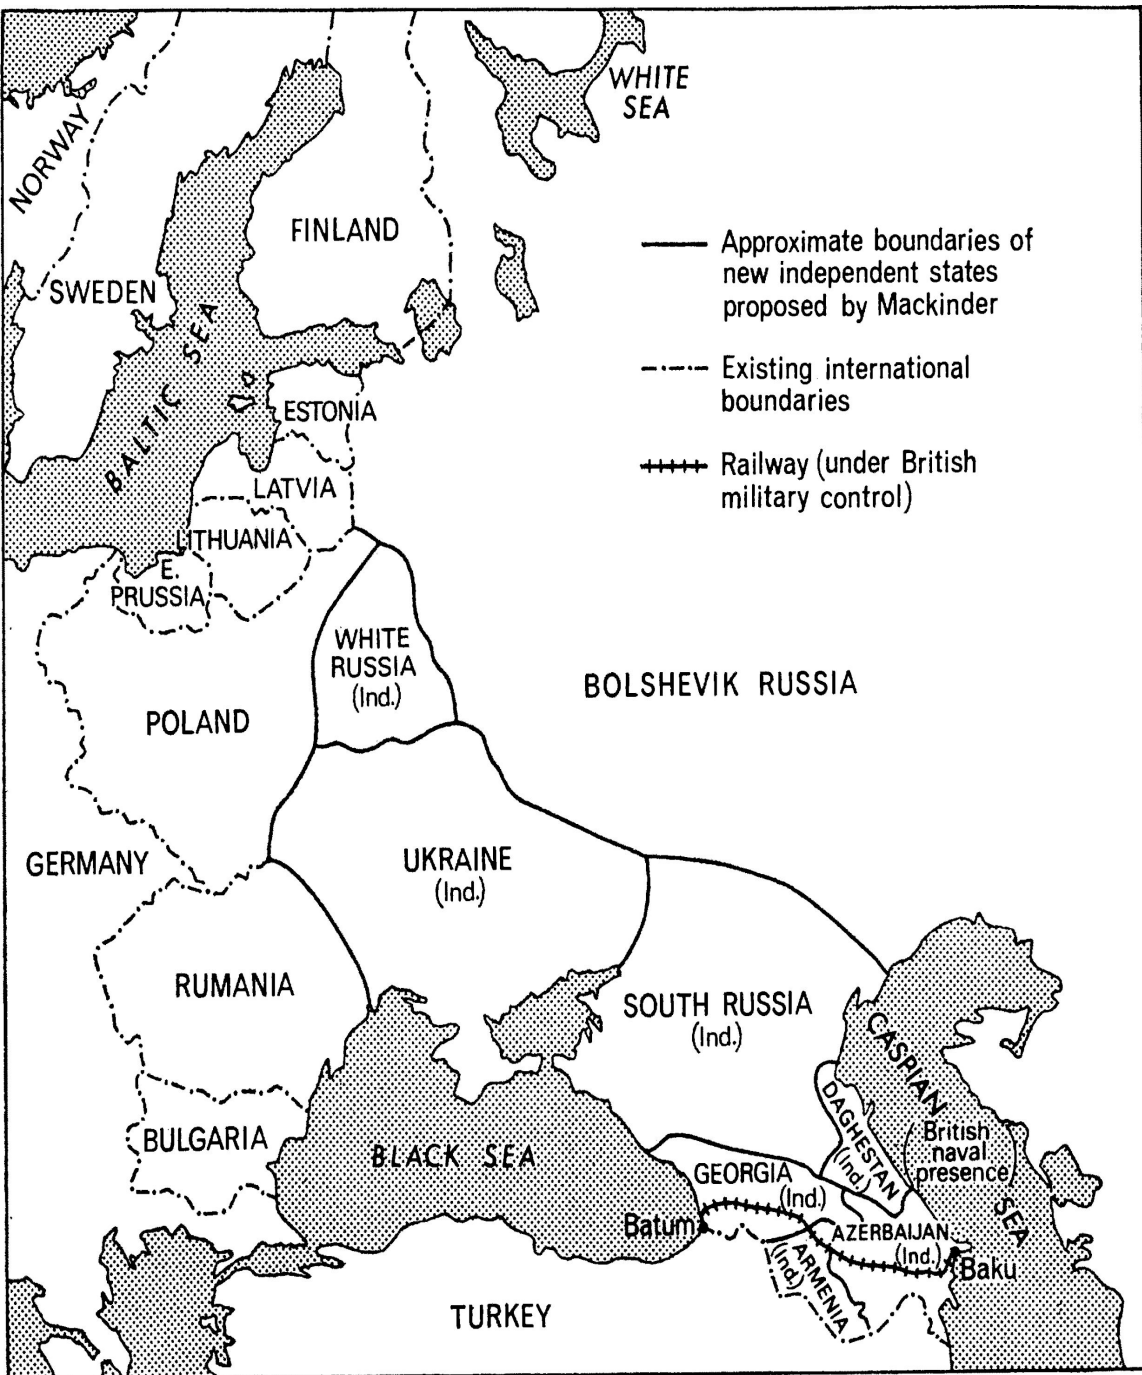 WHITE
SEA
NORWAY
FINLAND
SWEDEN
BALTIC SEA
Approximate boundaries of
new independent states
proposed by Mackinder
Existing international
boundaries
Railway (under British
military control)
ESTONIA
LATVIA
LITHUANIA
E.
PRUSSIA
WHITE
RUSSIA
(Ind.)
BOLSHEVIK RUSSIA
POLAND
GERMANY
UKRAINE
(Ind.)
RUMANIA
SOUTH RUSSIA
(Ind.)
CASPIAN SEA
(British
naval
presence)
DAGHESTAN
(Ind.)
BULGARIA
BLACK SEA
GEORGIA
(Ind.)
Batum
AZERBAIJAN
(Ind.)
Baku
ARMENIA
(Ind.)
TURKEY